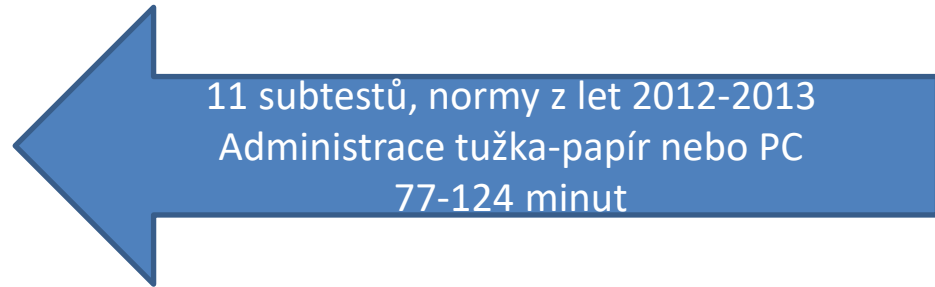 11 subtestů, normy z let 2012-2013
Administrace tužka-papír nebo PC
77-124 minut